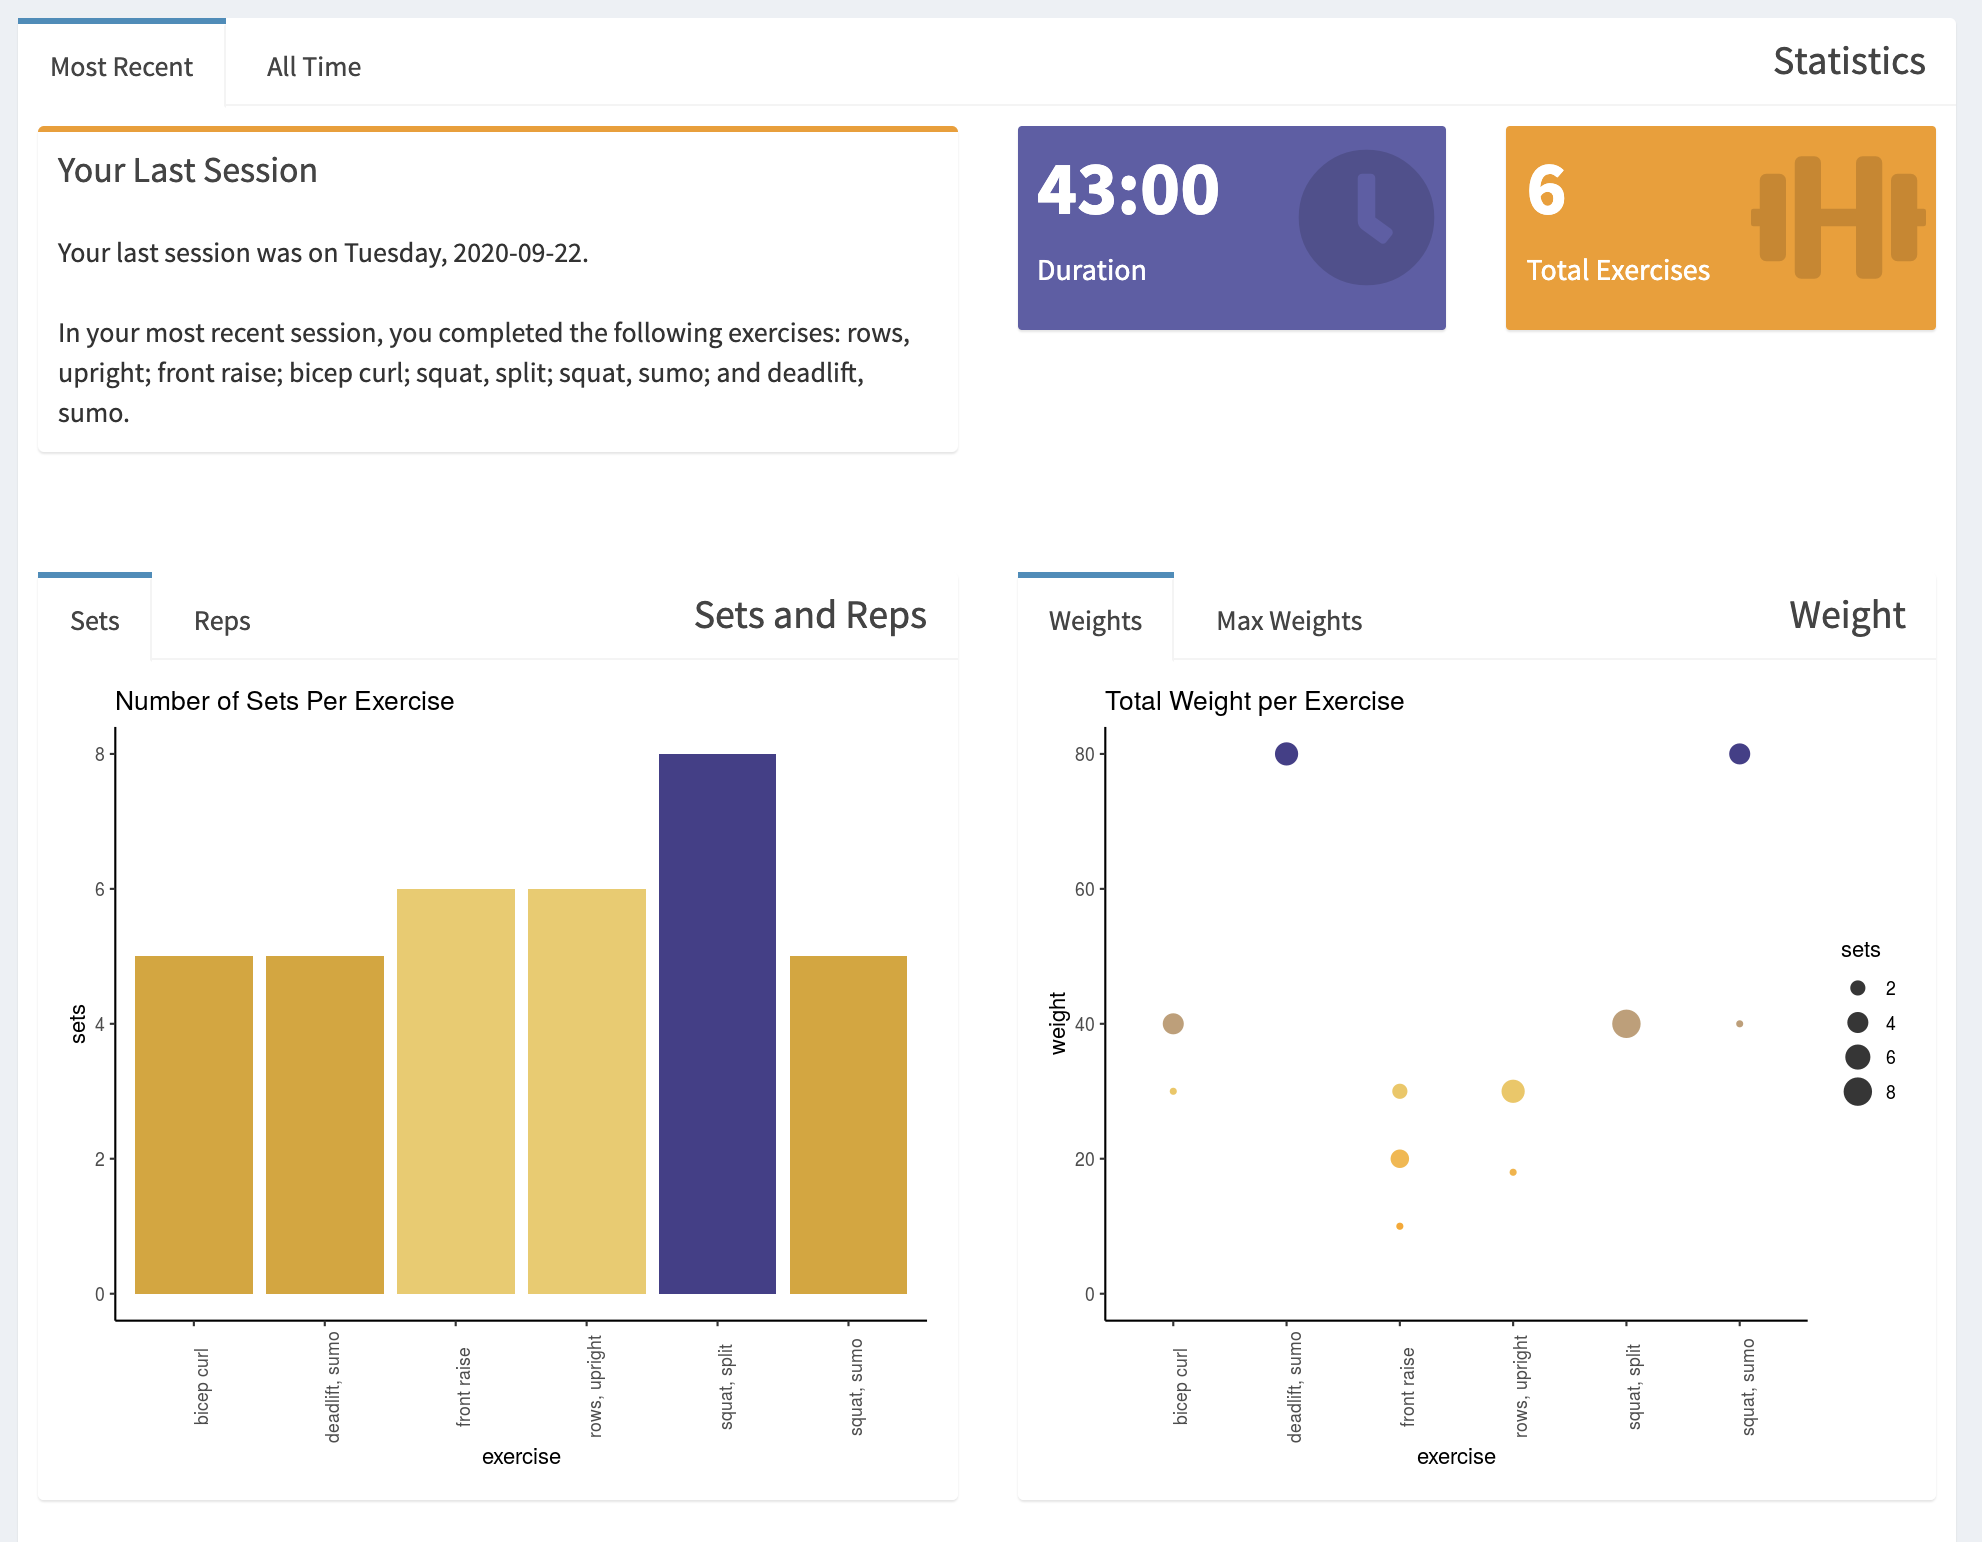 Most Recent
All Time
Statistics
Your Last Session
Your last session was on Tuesday, 2020-09-22.
In your most recent session, you completed the following exercises: rows,
upright; front raise; bicep curl; squat, split; squat, sumo; and deadlift,
sumo.
43:00
Duration
6
Total Exercises
Sets
Reps
Sets and Reps
Number of Sets Per Exercise
sets
8
6
4
2
0
bicep curl
deadlift, sumo
front raise
rows, upright
squat, split
squat, sumo
exercise
Weights
Max Weights
Weight
Total Weight per Exercise
weight
80
60
40
20
0
bicep curl
deadlift, sumo
front raise
rows, upright
squat, split
squat, sumo
exercise
sets
2
4
6
8